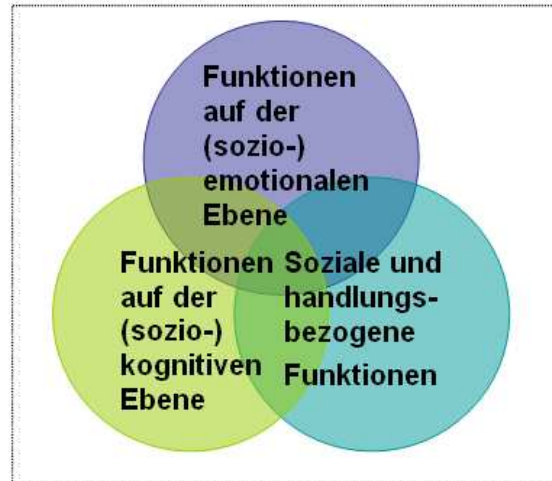 Funktionen
auf der
(sozio-)
emotionalen
Ebene
Funktionen
auf der
(sozio-)
kognitiven
Ebene
Soziale und
handlungs-
bezogene
Funktionen